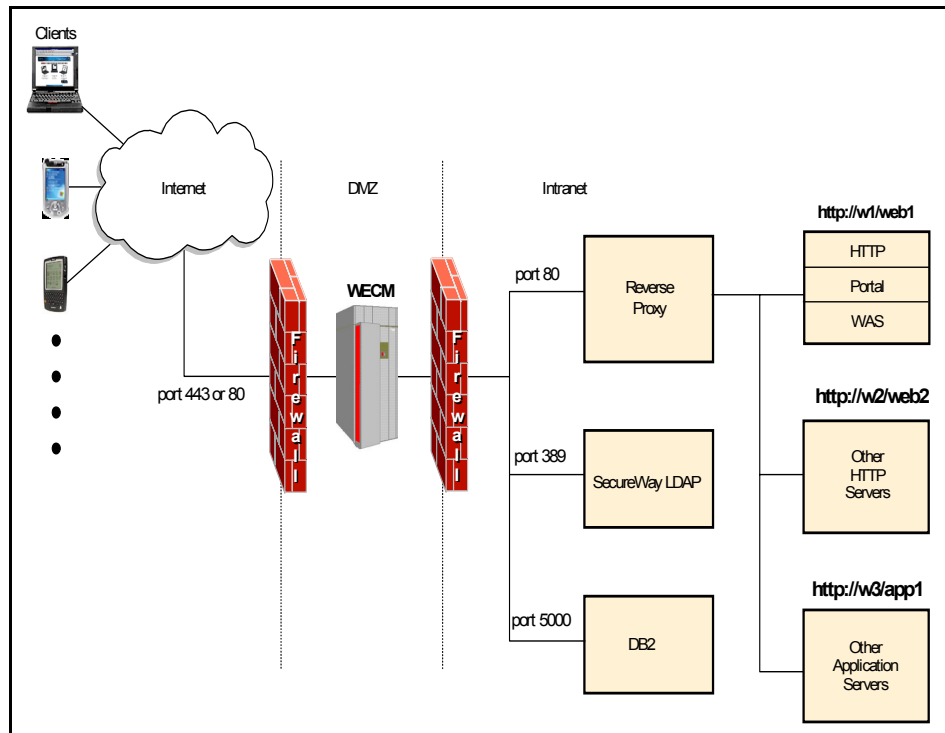 Clients
Internet
DMZ
Intranet
http://w1/web1
HTTP
Portal
WAS
port 80
Reverse
Proxy
WECM
Firewall
Firewall
port 443 or 80
http://w2/web2
Other
HTTP
Servers
port 389
SecureWay LDAP
http://w3/app1
port 5000
DB2
Other
Application
Servers